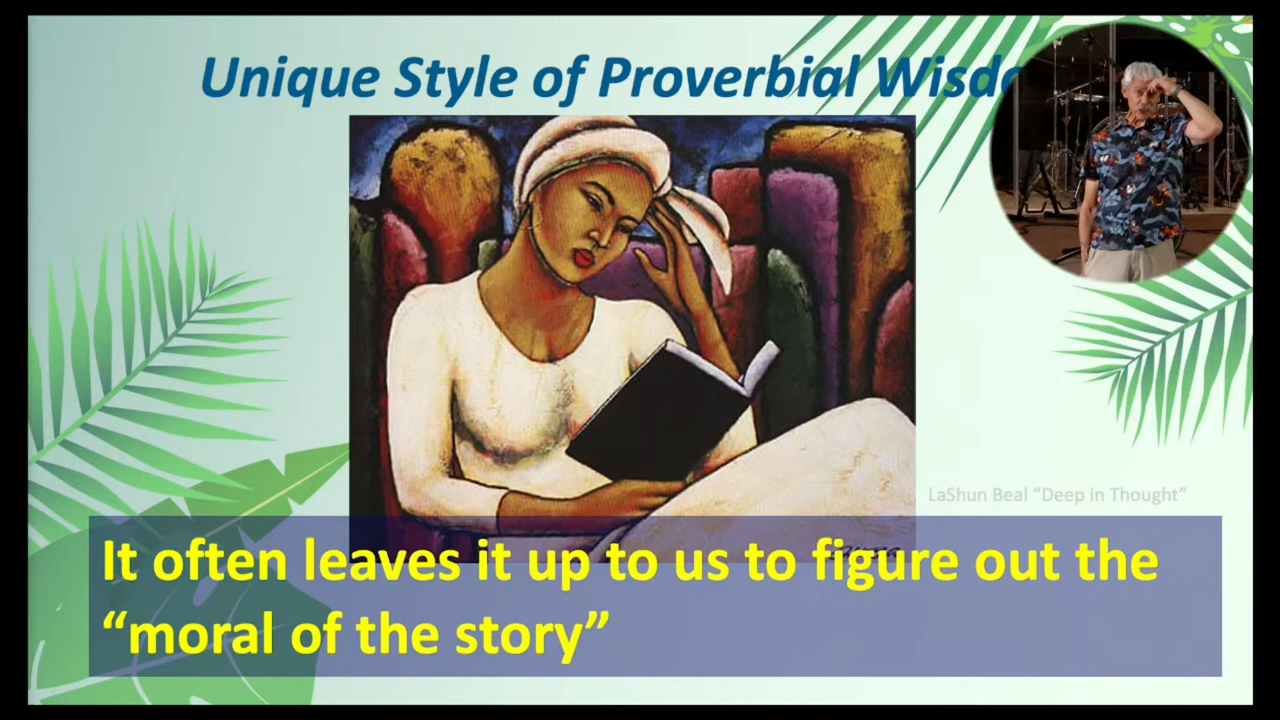 Unique Style of Proverbial Wisdo
LaShun Beal “Deep in Thought”
It often leaves it up to us to figure out the
“moral of the story”